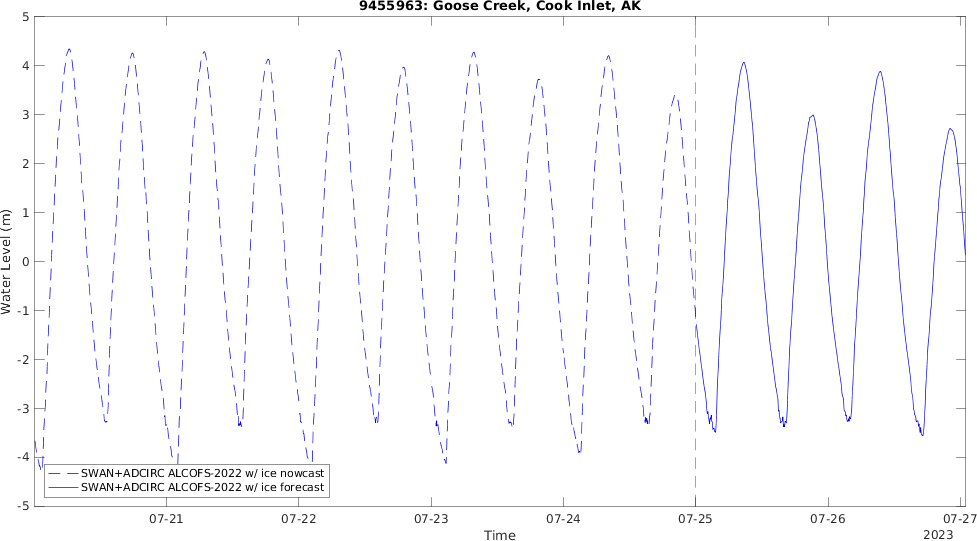 9455963: Goose Creek, Cook Inlet, AK
Water Level (m)
5
4
3
2
1
0
-1
-2
-3
-4
-5
SWAN+ADCIRC ALCOFS-2022 w/ ice nowcast
SWAN+ADCIRC ALCOFS-2022 w/ ice forecast
07-21 07-22 07-23 07-24 07-25 07-26 07-27
Time
2023